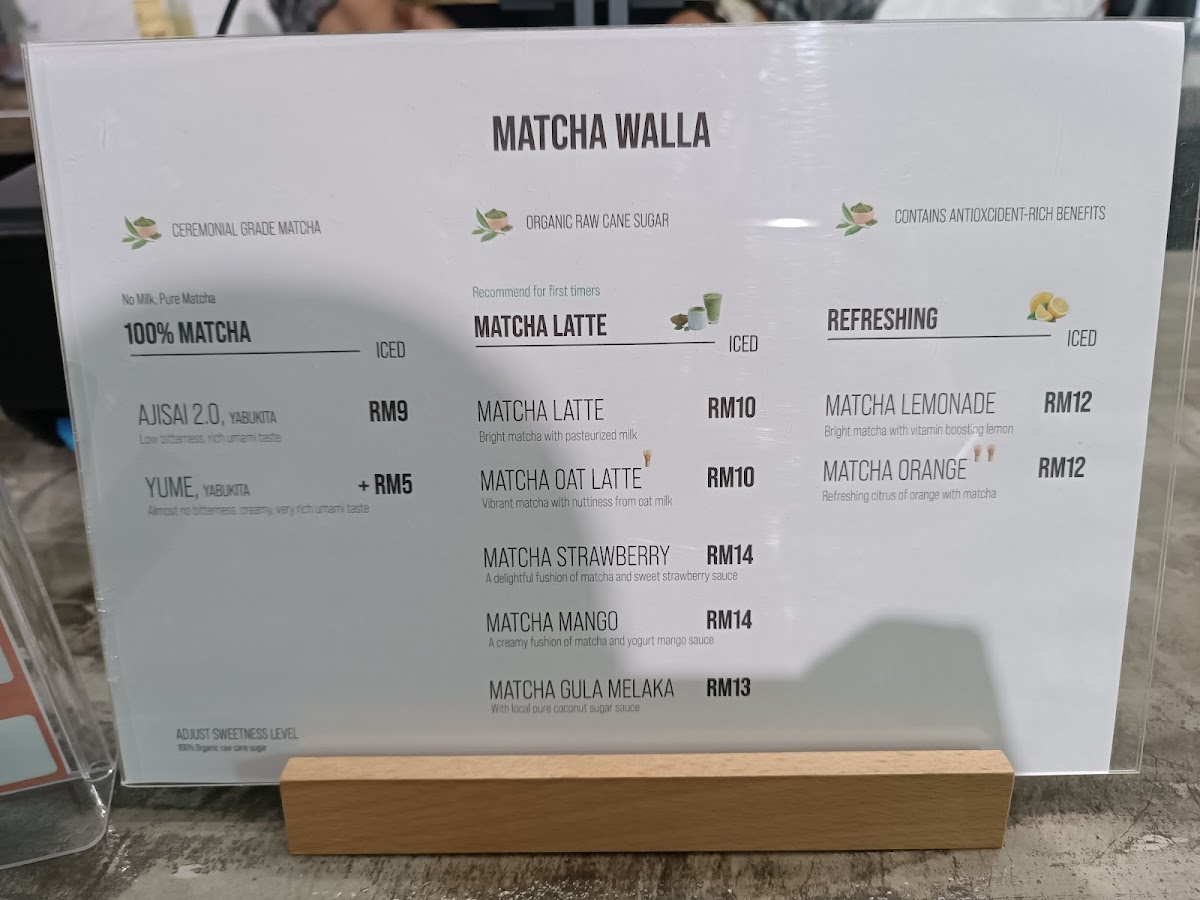 MATCHA WALLA
CEREMONIAL GRADE MATCHA
ORGANIC RAW CANE SUGAR
CONTAINS ANTIOXCIDENT-RICH BENEFITS
No Milk, Pure Matcha
100% MATCHA
ICED
AJISAI 2.0, YABUKITA RM9
Low bitterness, rich umami taste
YUME, YABUKITA + RM5
Almost no bitterness, creamy, very rich umami taste
ADJUST SWEETNESS LEVEL
100% Organic raw cane sugar
Recommend for first timers
MATCHA LATTE
ICED
MATCHA LATTE RM10
Bright matcha with pasteurized milk
MATCHA OAT LATTE RM10
Vibrant matcha with nuttiness from oat milk
MATCHA STRAWBERRY RM14
A delightful fushion of matcha and sweet strawberry sauce
MATCHA MANGO RM14
A creamy fushion of matcha and yogurt mango sauce
MATCHA GULA MELAKA RM13
With local pure coconut sugar sauce
REFRESHING
ICED
MATCHA LEMONADE RM12
Bright matcha with vitamin boosting lemon
MATCHA ORANGE RM12
Refreshing citrus of orange with matcha